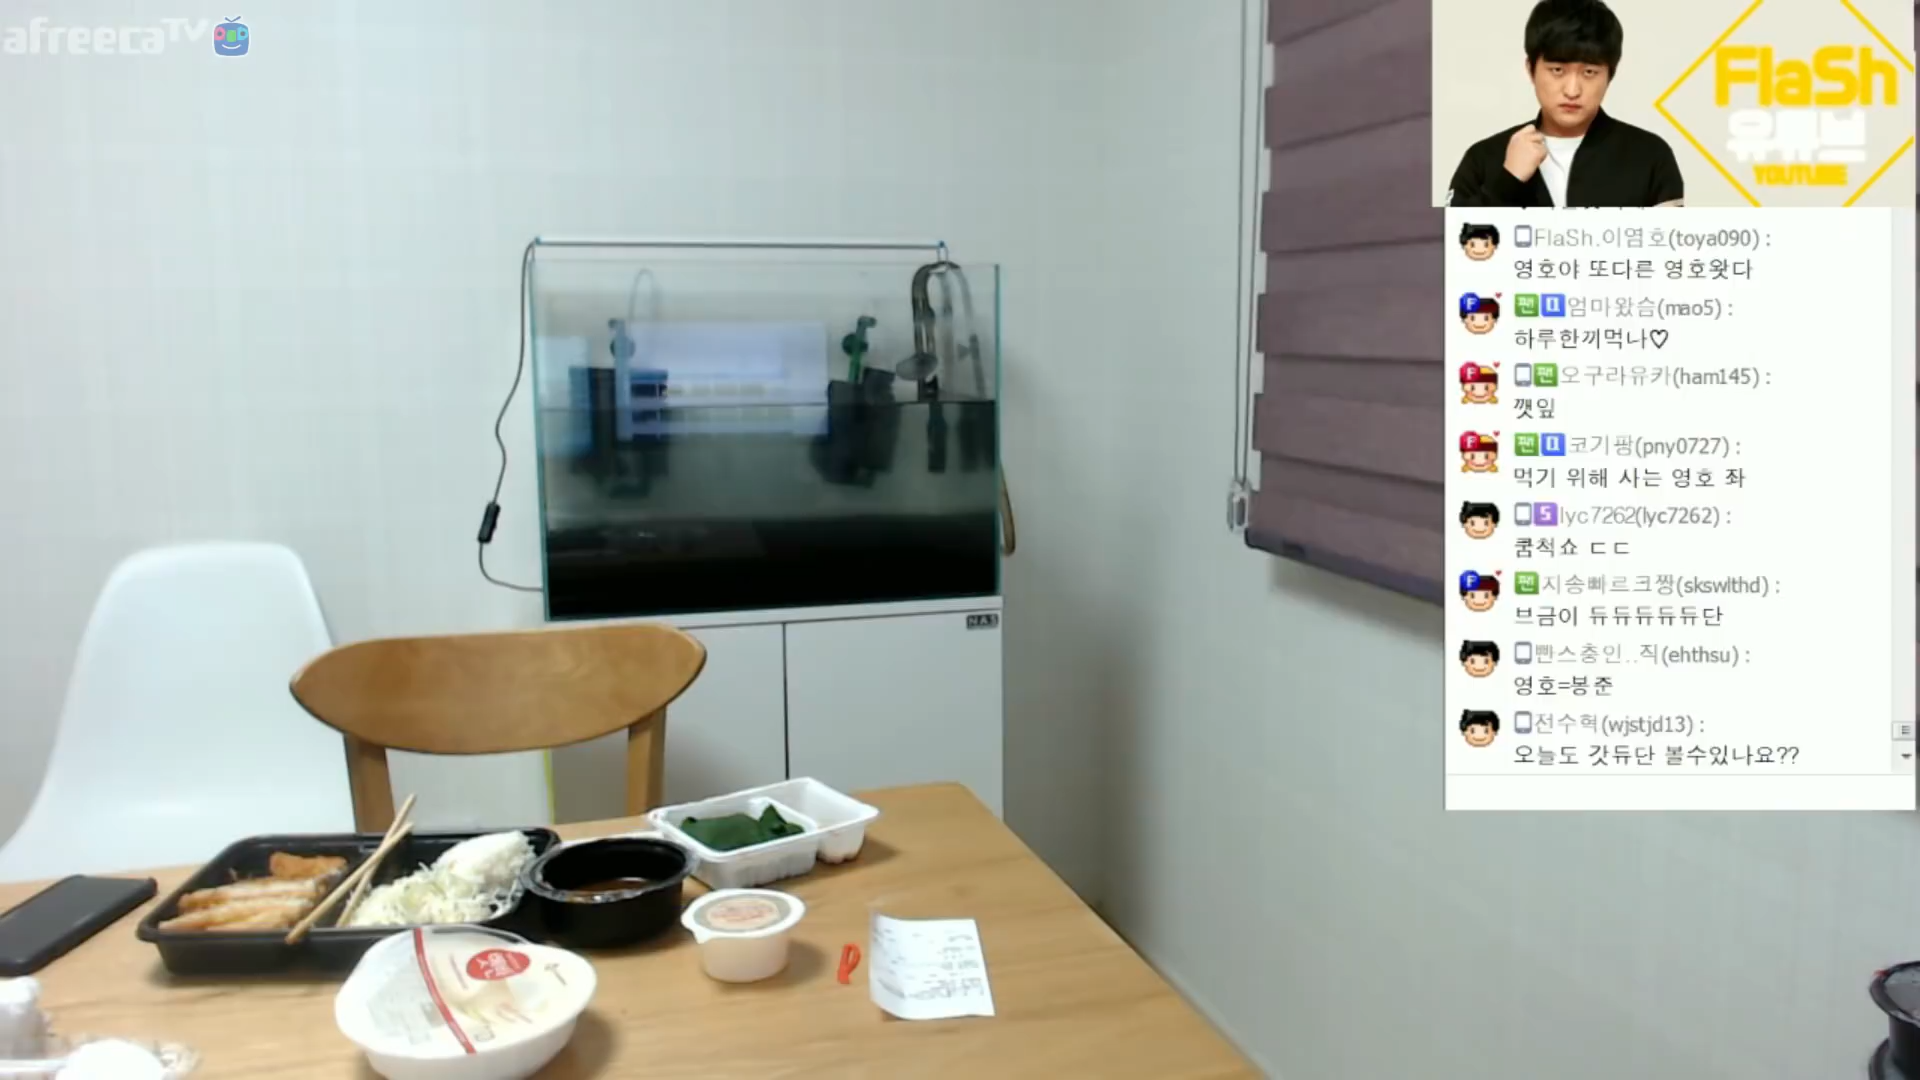 afreecaTV
FlaSh
유튜브
YOUTUBE
FlaSh.이염호(toya090) :
영호야 또다른 영호왓다
팬 엄마왔슴(mao5) :
하루한끼먹나♡
팬 오구라유카(ham145) :
깻잎
팬 코기팡(pny0727) :
먹기 위해 사는 영호 좌
S lyc7262(lyc7262) :
쿰척쇼 ㄷㄷ
팬 지송빠르크짱(skswlthd) :
브금이 듀듀듀듀듀단
빤스충인..직(ehthsu) :
영호=봉준
전수혁(wjstjd13) :
오늘도 갓듀단 볼수있나요??
NAS
햇반